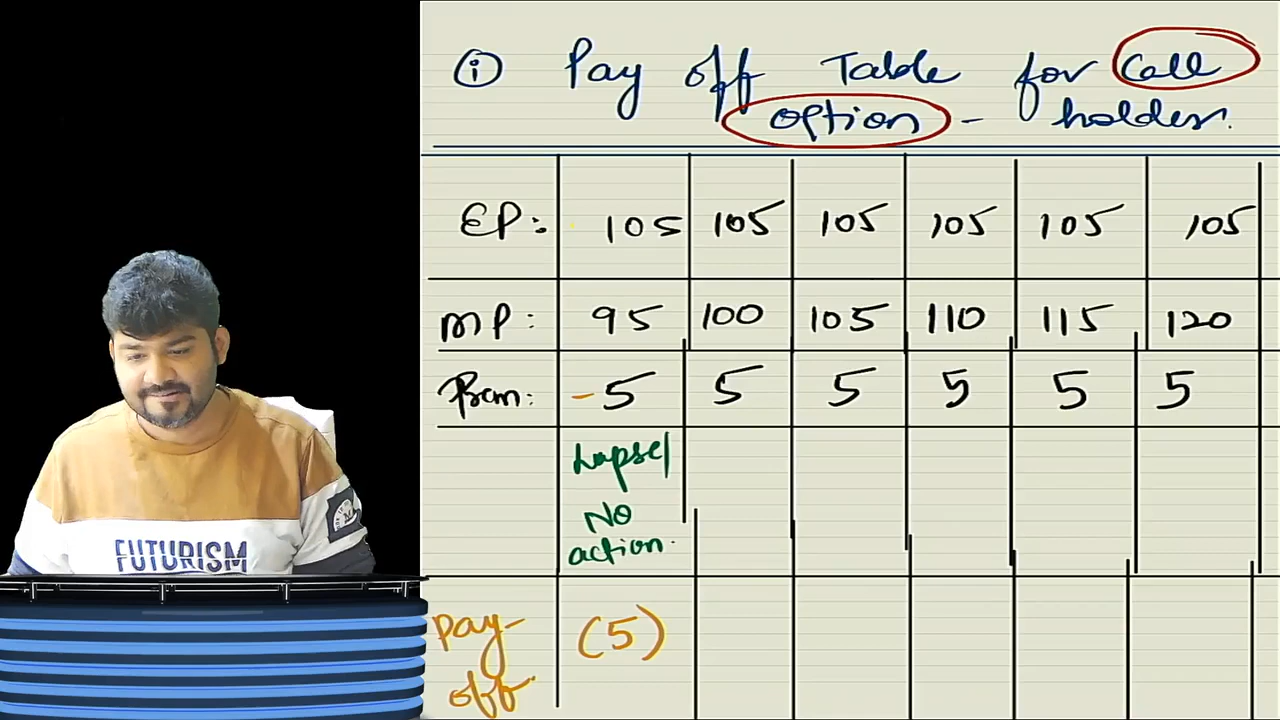 (i) Pay off Table for Call
option - holder.
EP: 105 105 105 105 105 105
MP: 95 100 105 110 115 120
Prem: -5 5 5 5 5 5
Lapse/
No
action.
Pay-
off (5)
FUTURISM